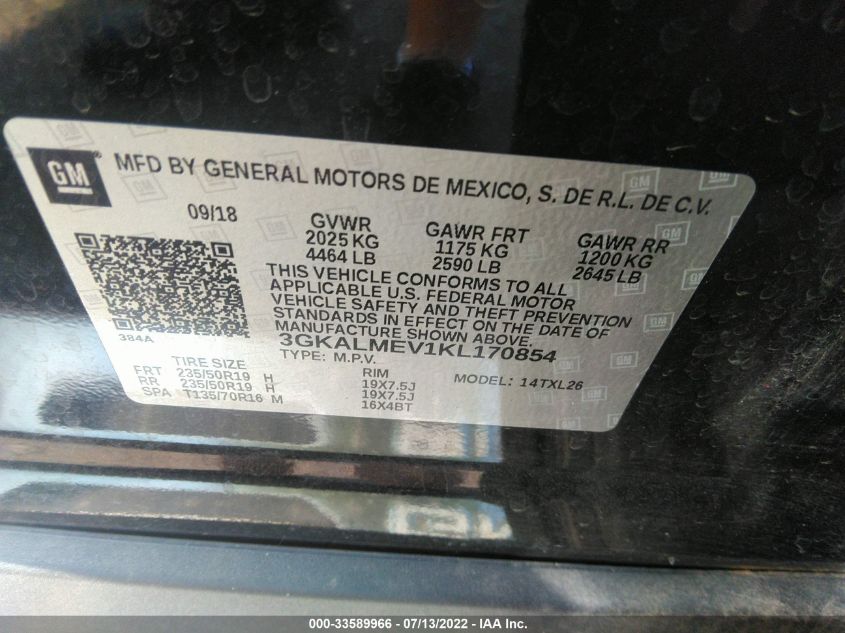 GM
MFD BY GENERAL MOTORS DE MEXICO, S. DE R.L. DE C.V.
09/18 GVWR GAWR FRT GAWR RR
2025 KG 1175 KG 1200 KG
4464 LB 2590 LB 2645 LB
THIS VEHICLE CONFORMS TO ALL
APPLICABLE U.S. FEDERAL MOTOR
VEHICLE SAFETY AND THEFT PREVENTION
STANDARDS IN EFFECT ON THE DATE OF
MANUFACTURE SHOWN ABOVE.
384A
3GKALMEV1KL170854
TYPE: M.P.V. MODEL: 14TXL26
TIRE SIZE RIM
FRT 235/50R19 H 19X7.5J
RR 235/50R19 H 19X7.5J
SPA T135/70R16 M 16X4BT
000-33589966 - 07/13/2022 - IAA Inc.